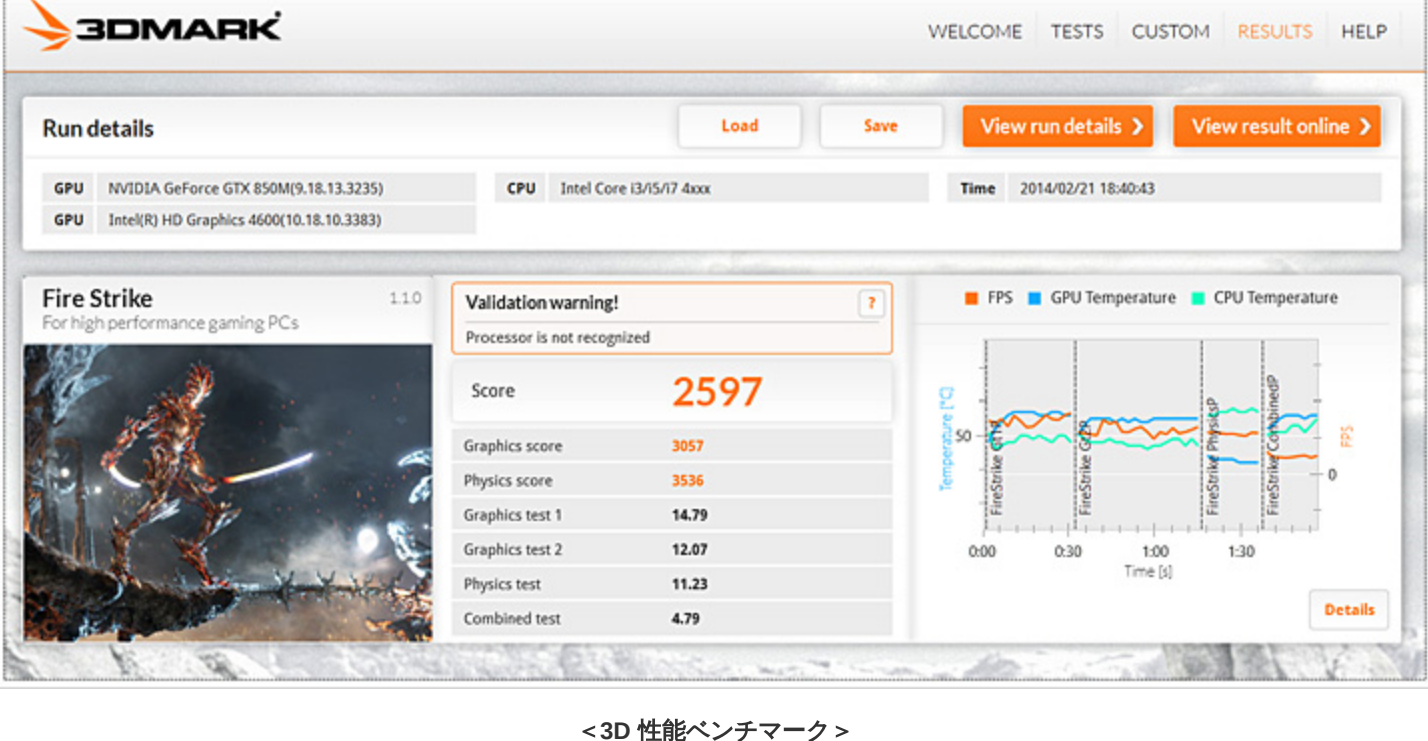 3DMARK
WELCOME TESTS CUSTOM RESULTS HELP
Run details
Load Save View run details View result online
GPU NVIDIA GeForce GTX 850M(9.18.13.3235) CPU Intel Core i3/i5/i7 4xxx Time 2014/02/21 18:40:43
GPU Intel(R) HD Graphics 4600(10.18.10.3383)
Fire Strike 1.1.0
For high performance gaming PCs
Validation warning! ?
Processor is not recognized
Score 2597
Graphics score 3057
Physics score 3536
Graphics test 1 14.79
Graphics test 2 12.07
Physics test 11.23
Combined test 4.79
FPS GPU Temperature CPU Temperature
Temperature [°C]
50
FireStrike
FireStrike
FireStrike PhysicsP
FireStrike CombinedP
FPS
0
0:00 0:30 1:00 1:30
Time [s]
Details
＜3D 性能ベンチマーク＞